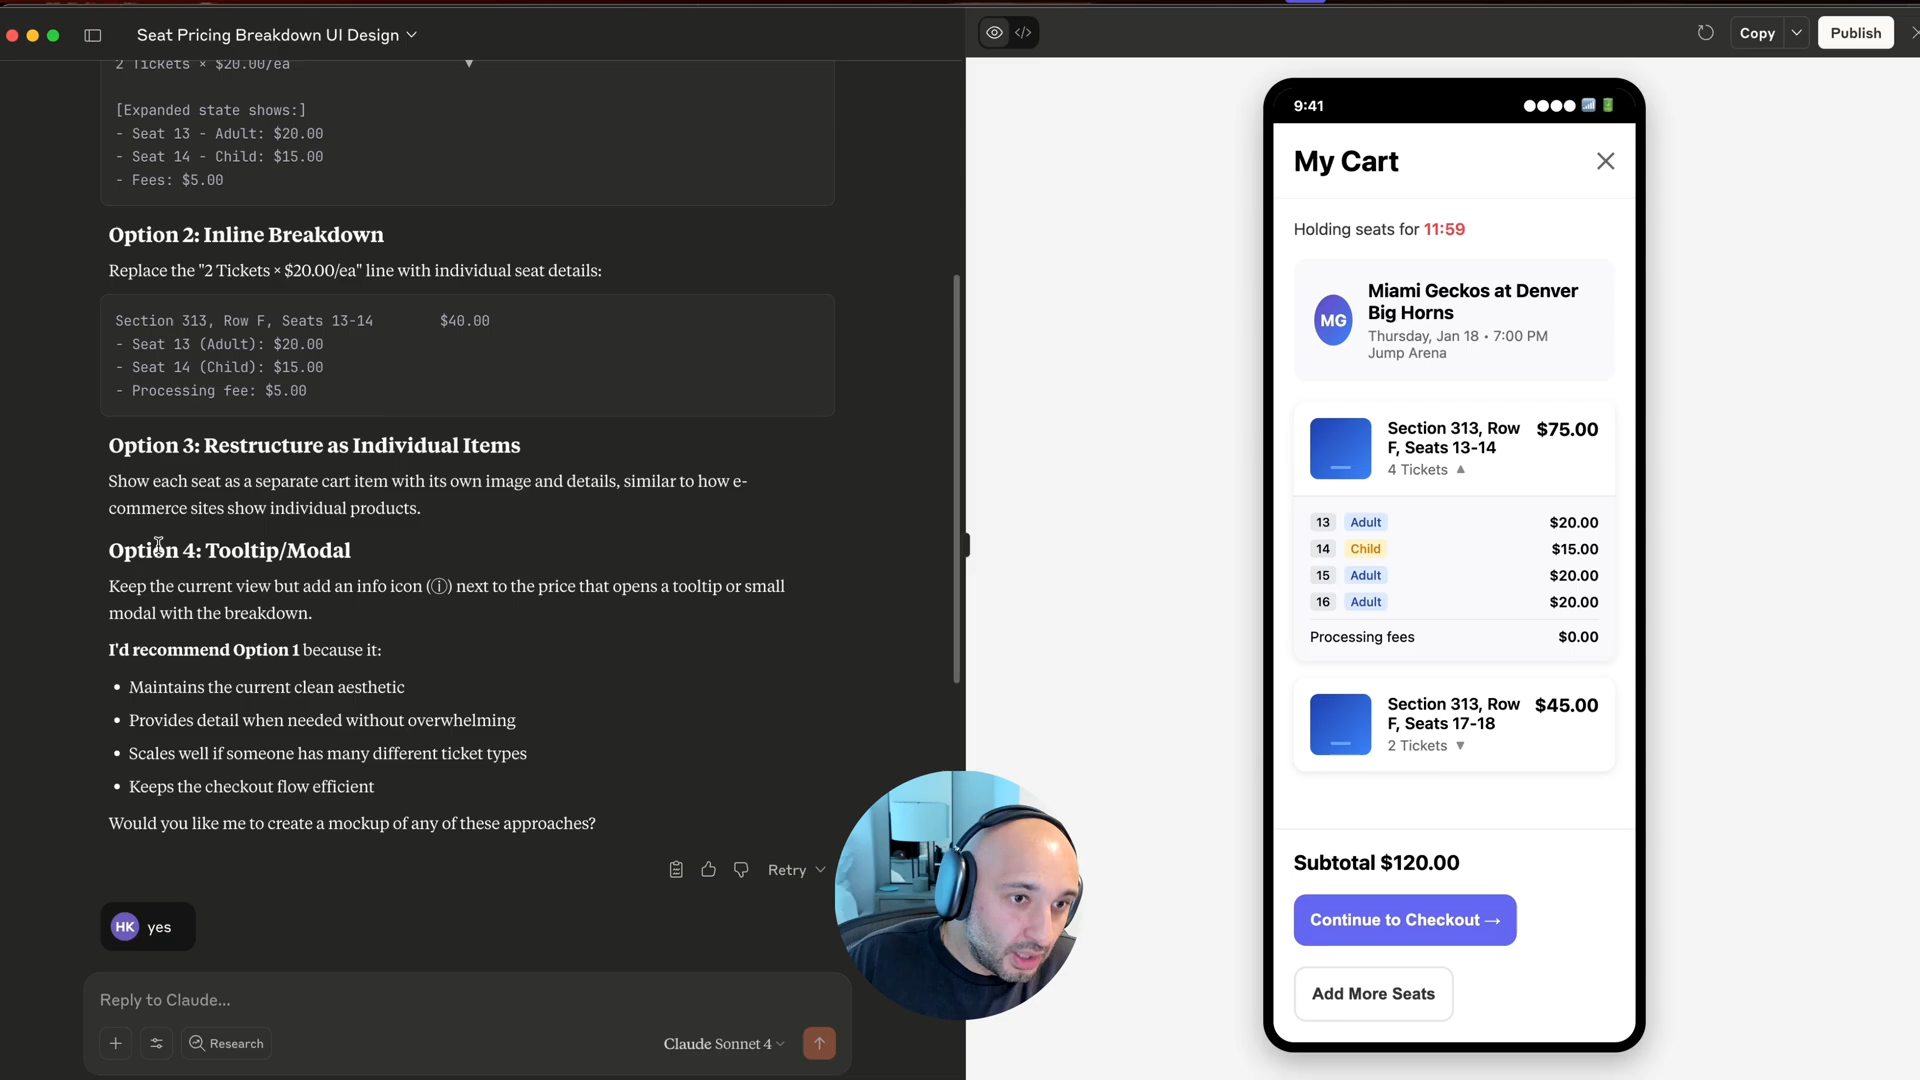 Seat Pricing Breakdown UI Design
Copy
Publish
2 Tickets × $20.00/ea ▼
[Expanded state shows:]
- Seat 13 - Adult: $20.00
- Seat 14 - Child: $15.00
- Fees: $5.00
Option 2: Inline Breakdown
Replace the "2 Tickets × $20.00/ea" line with individual seat details:
Section 313, Row F, Seats 13-14 $40.00
- Seat 13 (Adult): $20.00
- Seat 14 (Child): $15.00
- Processing fee: $5.00
Option 3: Restructure as Individual Items
Show each seat as a separate cart item with its own image and details, similar to how e-
commerce sites show individual products.
Option 4: Tooltip/Modal
Keep the current view but add an info icon (ⓘ) next to the price that opens a tooltip or small
modal with the breakdown.
I'd recommend Option 1 because it:
• Maintains the current clean aesthetic
• Provides detail when needed without overwhelming
• Scales well if someone has many different ticket types
• Keeps the checkout flow efficient
Would you like me to create a mockup of any of these approaches?
Retry
HK yes
Reply to Claude...
Research
Claude Sonnet 4
9:41
My Cart
Holding seats for 11:59
MG
Miami Geckos at Denver
Big Horns
Thursday, Jan 18 • 7:00 PM
Jump Arena
Section 313, Row $75.00
F, Seats 13-14
4 Tickets ▲
13 Adult $20.00
14 Child $15.00
15 Adult $20.00
16 Adult $20.00
Processing fees $0.00
Section 313, Row $45.00
F, Seats 17-18
2 Tickets ▼
Subtotal $120.00
Continue to Checkout →
Add More Seats